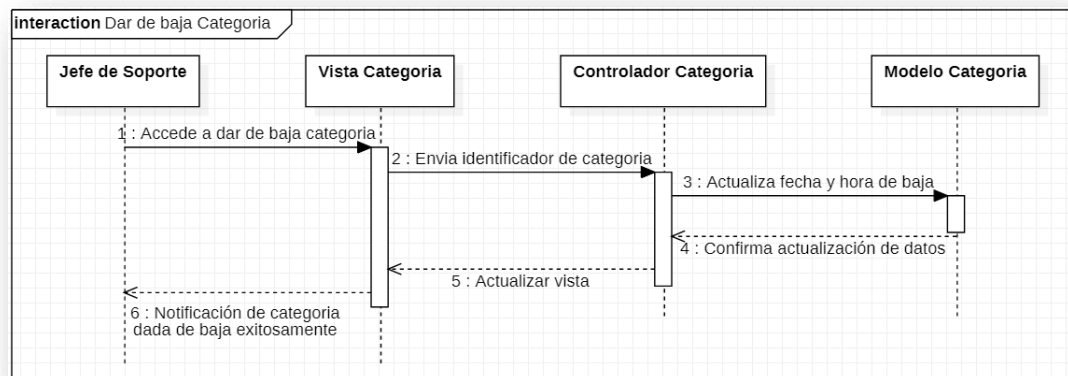 interaction Dar de baja Categoria
Jefe de Soporte
Vista Categoria
Controlador Categoria
Modelo Categoria
1 : Accede a dar de baja categoria
2 : Envia identificador de categoria
3 : Actualiza fecha y hora de baja
4 : Confirma actualización de datos
5 : Actualizar vista
6 : Notificación de categoria
dada de baja exitosamente